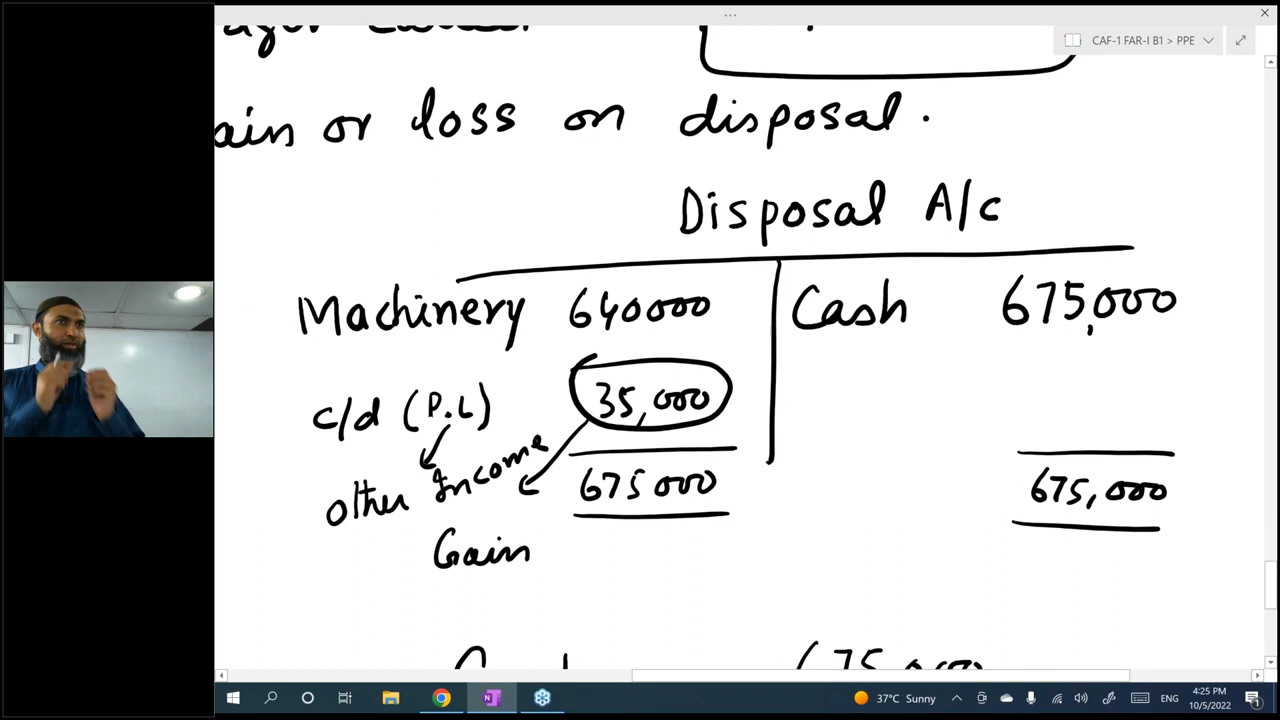 CAF-1 FAR-I B1 > PPE
ain or loss on disposal.
Disposal A/c
Machinery 640000 Cash 675,000
c/d (P.L) 35,000
other Income 675000 675,000
Gain
37°C Sunny
ENG
4:25 PM
10/5/2022